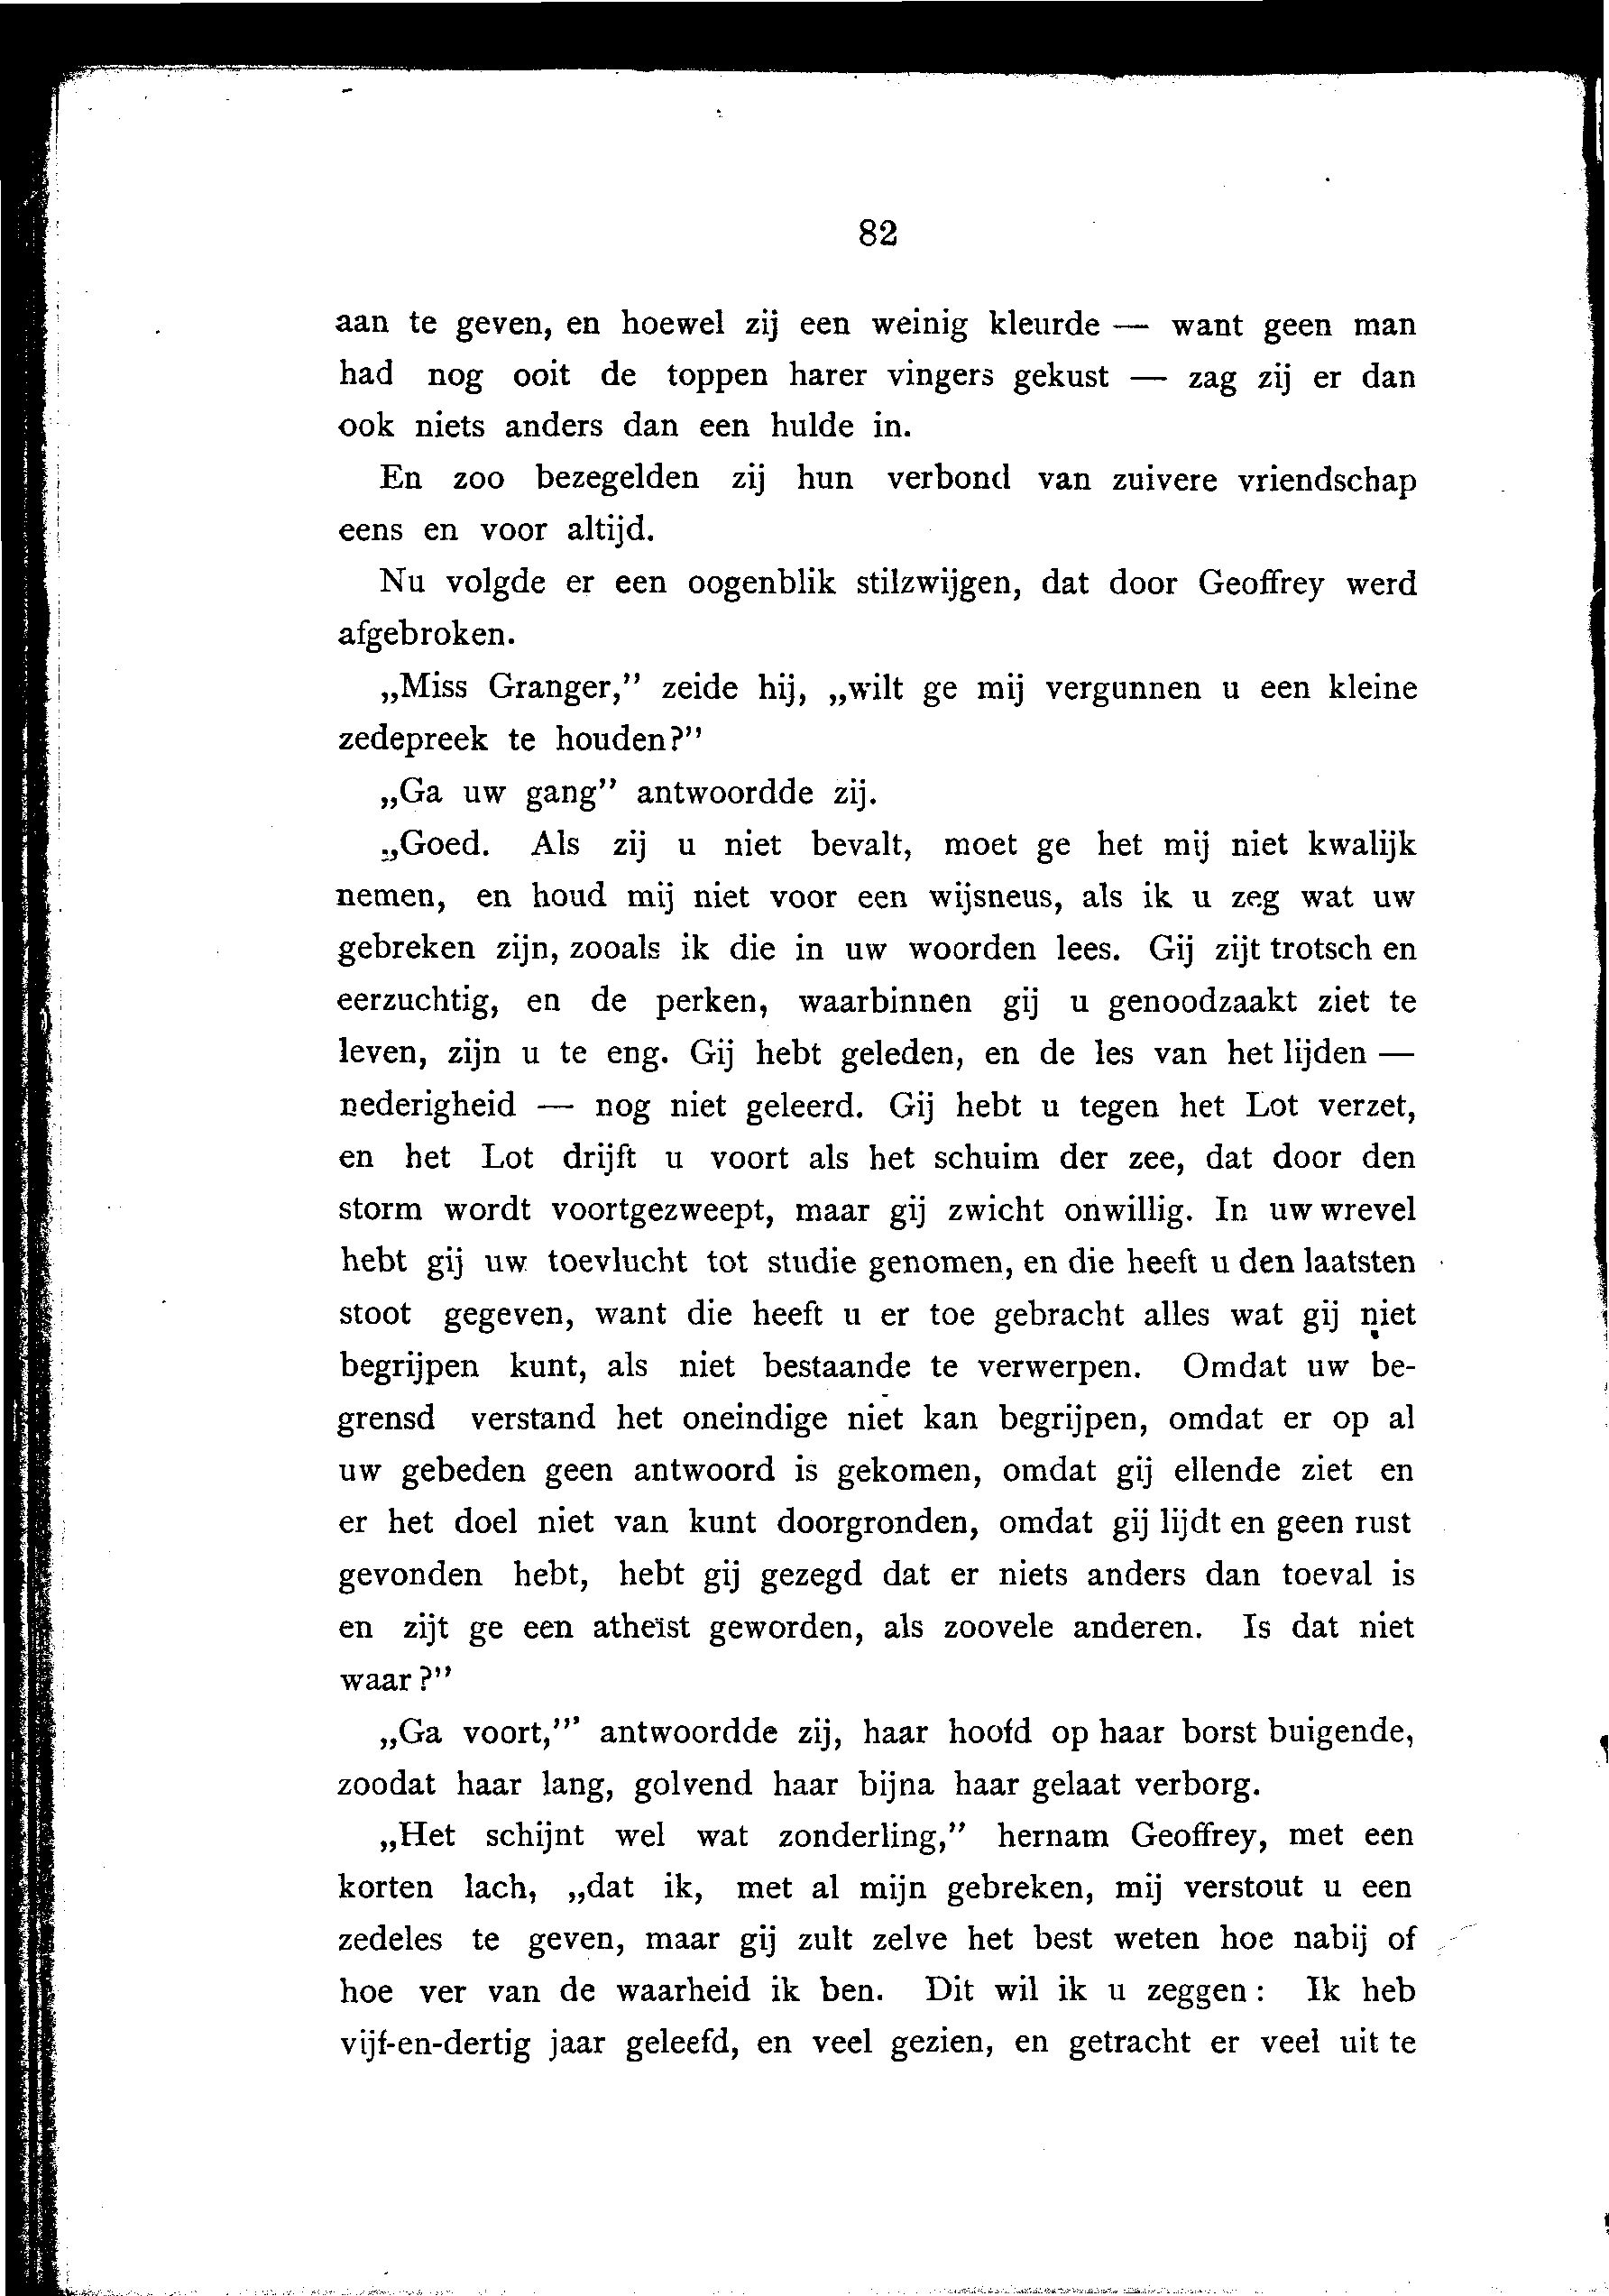 82
aan te geven, en hoewel zij een weinig kleurde — want geen man
had nog ooit de toppen harer vingers gekust — zag zij er dan
ook niets anders dan een hulde in.
En zoo bezegelden zij hun verbond van zuivere vriendschap
eens en voor altijd.
Nu volgde er een oogenblik stilzwijgen, dat door Geoffrey werd
afgebroken.
„Miss Granger,” zeide hij, „wilt ge mij vergunnen u een kleine
zedepreek te houden?”
„Ga uw gang” antwoordde zij.
„Goed. Als zij u niet bevalt, moet ge het mij niet kwalijk
nemen, en houd mij niet voor een wijsneus, als ik u zeg wat uw
gebreken zijn, zooals ik die in uw woorden lees. Gij zijt trotsch en
eerzuchtig, en de perken, waarbinnen gij u genoodzaakt ziet te
leven, zijn u te eng. Gij hebt geleden, en de les van het lijden —
nederigheid — nog niet geleerd. Gij hebt u tegen het Lot verzet,
en het Lot drijft u voort als het schuim der zee, dat door den
storm wordt voortgezweept, maar gij zwicht onwillig. In uw wrevel
hebt gij uw toevlucht tot studie genomen, en die heeft u den laatsten
stoot gegeven, want die heeft u er toe gebracht alles wat gij niet
begrijpen kunt, als niet bestaande te verwerpen. Omdat uw be-
grensd verstand het oneindige niet kan begrijpen, omdat er op al
uw gebeden geen antwoord is gekomen, omdat gij ellende ziet en
er het doel niet van kunt doorgronden, omdat gij lijdt en geen rust
gevonden hebt, hebt gij gezegd dat er niets anders dan toeval is
en zijt ge een atheïst geworden, als zoovele anderen. Is dat niet
waar?”
„Ga voort,”’ antwoordde zij, haar hoofd op haar borst buigende,
zoodat haar lang, golvend haar bijna haar gelaat verborg.
„Het schijnt wel wat zonderling,” hernam Geoffrey, met een
korten lach, „dat ik, met al mijn gebreken, mij verstout u een
zedeles te geven, maar gij zult zelve het best weten hoe nabij of
hoe ver van de waarheid ik ben. Dit wil ik u zeggen: Ik heb
vijf-en-dertig jaar geleefd, en veel gezien, en getracht er veel uit te